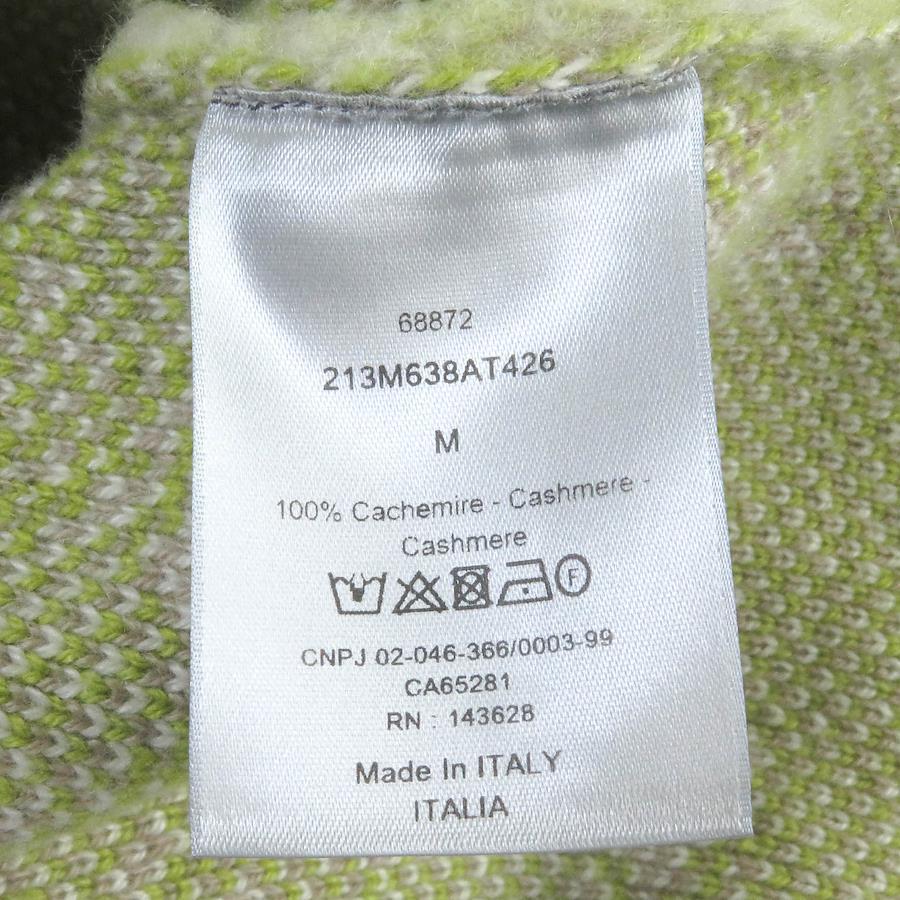 68872
213M638AT426
M
100% Cachemire - Cashmere -
Cashmere
F
CNPJ 02-046-366/0003-99
CA65281
RN : 143628
Made In ITALY
ITALIA